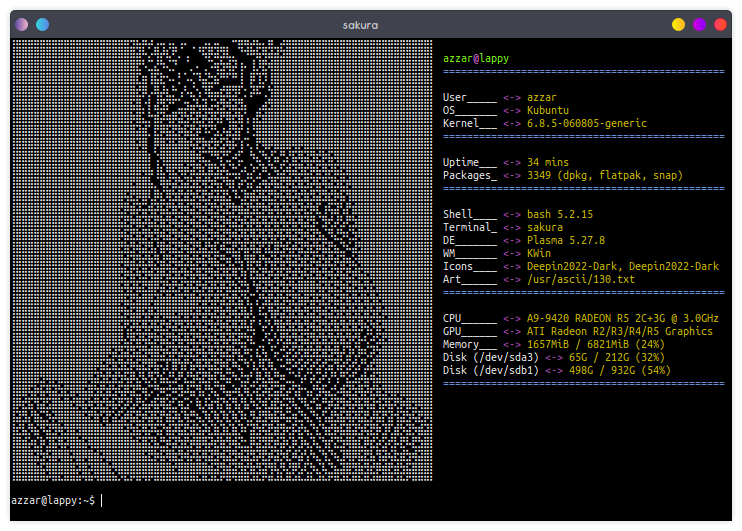 sakura
azzar@lappy
==============================================
User_____ <-> azzar
OS_______ <-> Kubuntu
Kernel___ <-> 6.8.5-060805-generic
==============================================
Uptime___ <-> 34 mins
Packages_ <-> 3349 (dpkg, flatpak, snap)
==============================================
Shell____ <-> bash 5.2.15
Terminal_ <-> sakura
DE_______ <-> Plasma 5.27.8
WM_______ <-> KWin
Icons____ <-> Deepin2022-Dark, Deepin2022-Dark
Art______ <-> /usr/ascii/130.txt
==============================================
CPU______ <-> A9-9420 RADEON R5 2C+3G @ 3.0GHz
GPU______ <-> ATI Radeon R2/R3/R4/R5 Graphics
Memory___ <-> 1657MiB / 6821MiB (24%)
Disk (/dev/sda3) <-> 65G / 212G (32%)
Disk (/dev/sdb1) <-> 498G / 932G (54%)
==============================================
azzar@lappy:~$